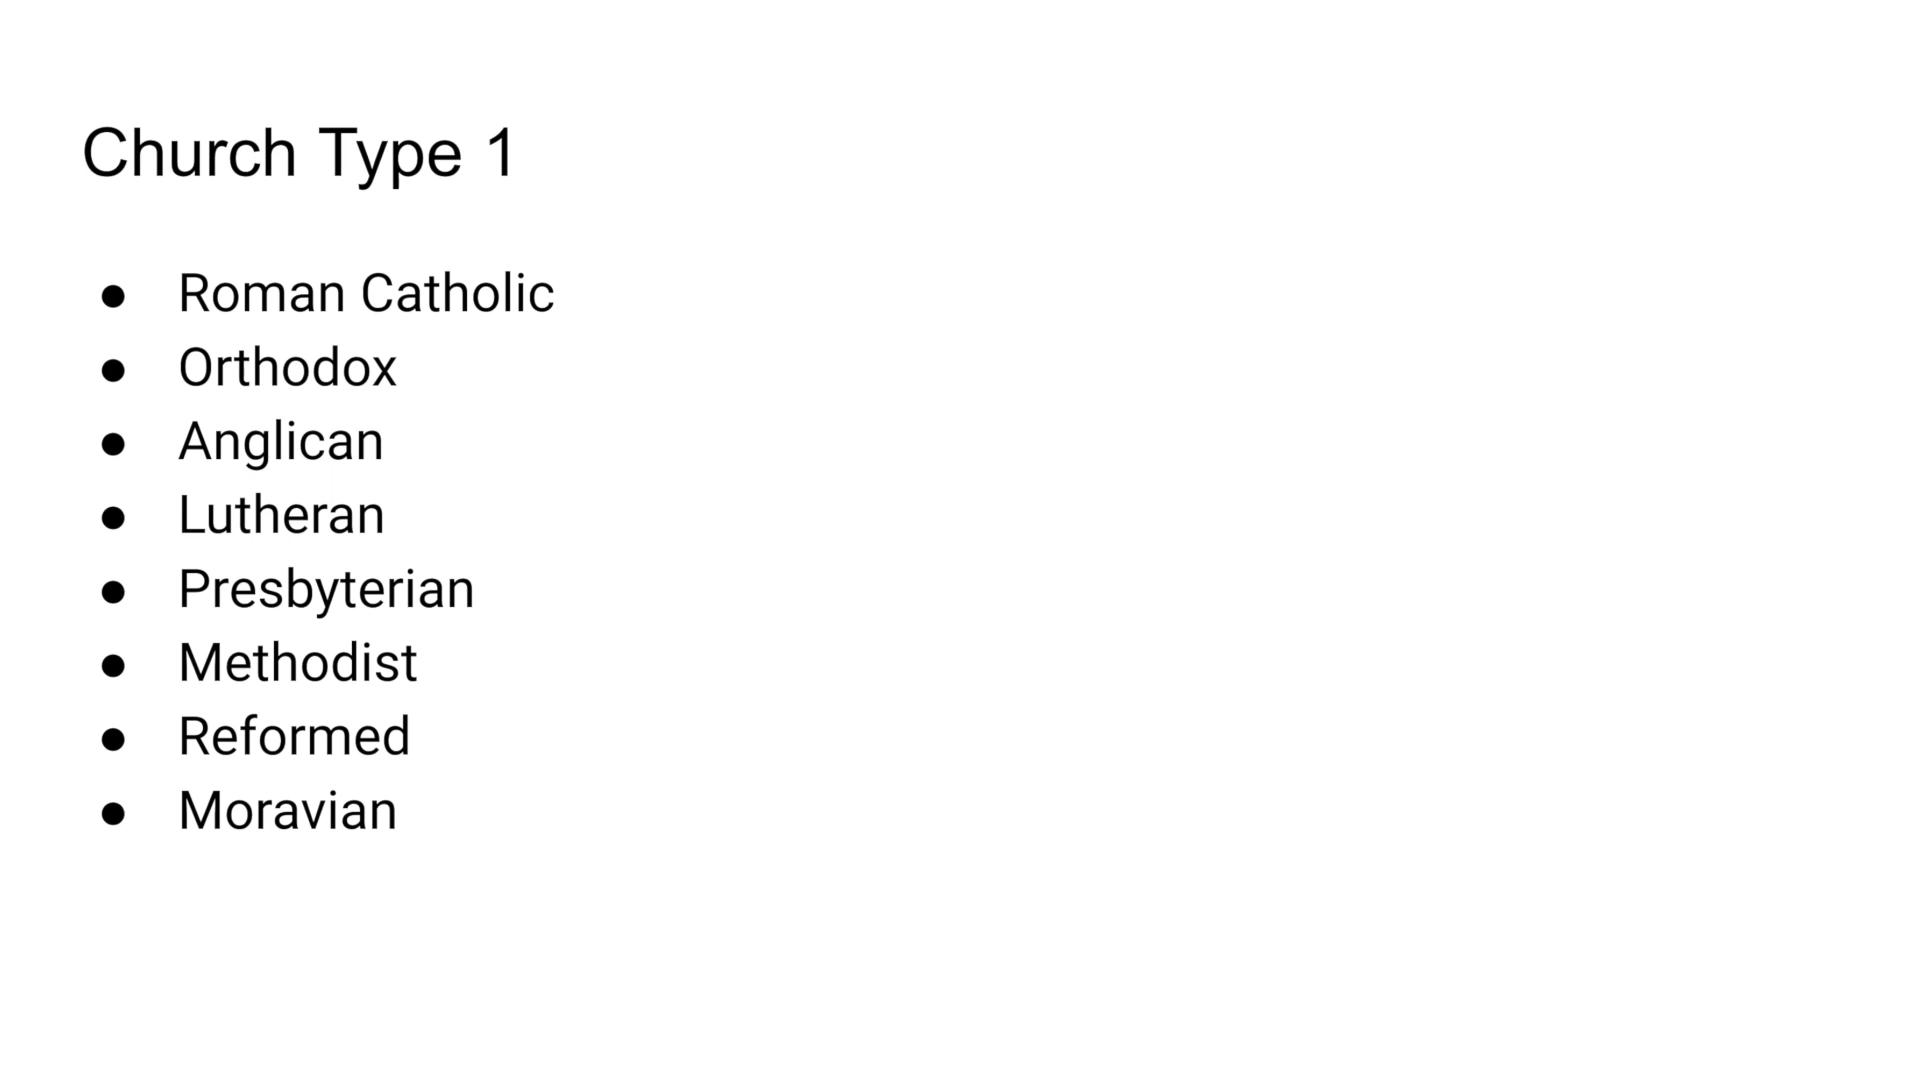 Church Type 1
● Roman Catholic
● Orthodox
● Anglican
● Lutheran
● Presbyterian
● Methodist
● Reformed
● Moravian